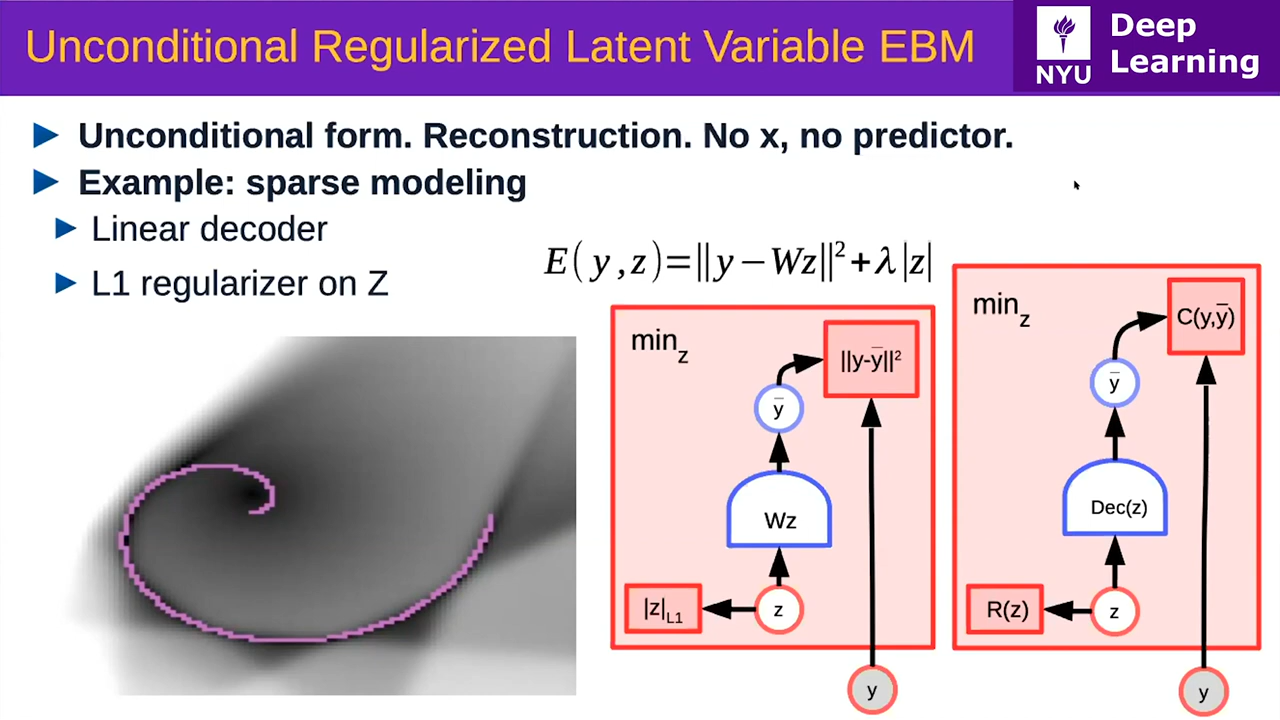 Unconditional Regularized Latent Variable EBM
NYU
Deep
Learning
Unconditional form. Reconstruction. No x, no predictor.
Example: sparse modeling
Linear decoder
L1 regularizer on Z
E(y,z)=||y−Wz||²+λ|z|
min_z
||y-ȳ||²
ȳ
Wz
|z|_L1
z
y
min_z
C(y,ȳ)
ȳ
Dec(z)
R(z)
z
y